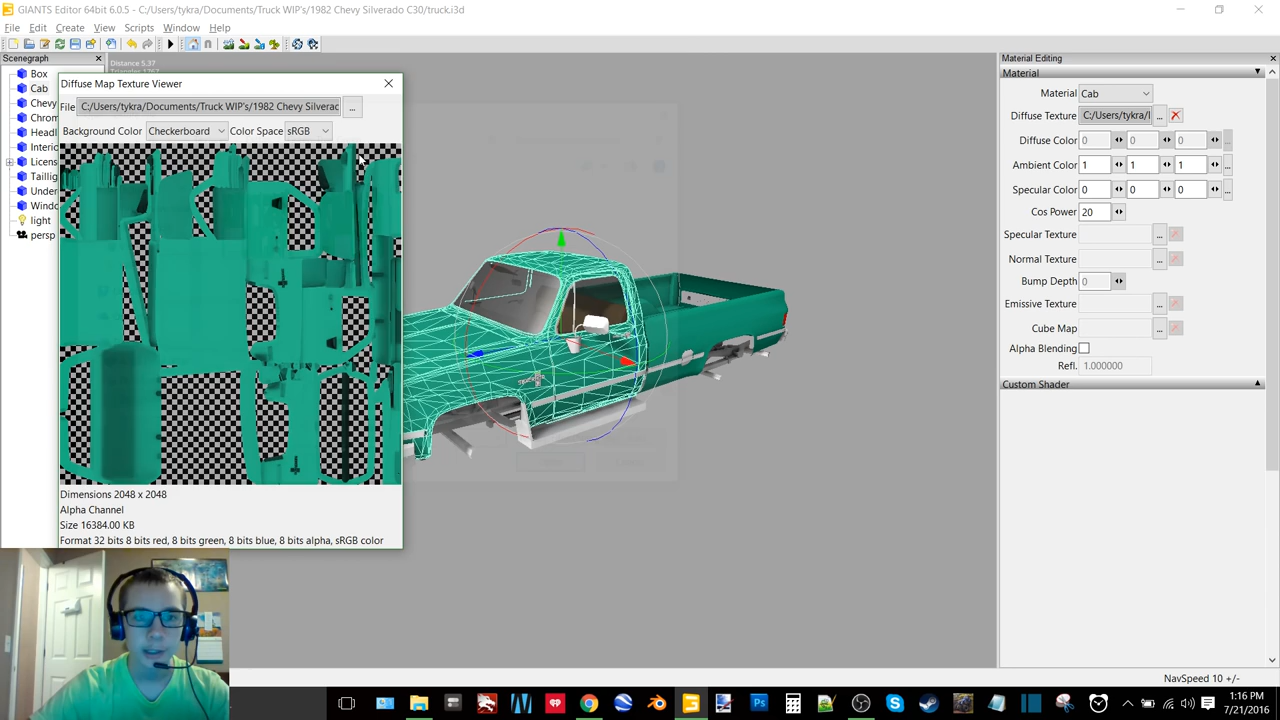 GIANTS Editor 64bit 6.0.5 - C:/Users/tykra/Documents/Truck WIP's/1982 Chevy Silverado C30/truck.i3d
File Edit Create View Scripts Window Help
Scenegraph
Distance 5.37
Triangles 1767
Box
Cab
Chevy
Chrom
Headl
Interio
Licens
Tailligl
Under
Windo
light
persp
Diffuse Map Texture Viewer
File C:/Users/tykra/Documents/Truck WIP's/1982 Chevy Silverac ...
Background Color Checkerboard Color Space sRGB
Dimensions 2048 x 2048
Alpha Channel
Size 16384.00 KB
Format 32 bits 8 bits red, 8 bits green, 8 bits blue, 8 bits alpha, sRGB color
Material Editing
Material
Material Cab
Diffuse Texture C:/Users/tykra/I ...
Diffuse Color 0 0 0 ...
Ambient Color 1 1 1 ...
Specular Color 0 0 0 ...
Cos Power 20
Specular Texture ...
Normal Texture ...
Bump Depth 0
Emissive Texture ...
Cube Map ...
Alpha Blending
Refl. 1.000000
Custom Shader
NavSpeed 10 +/-
1:16 PM
7/21/2016